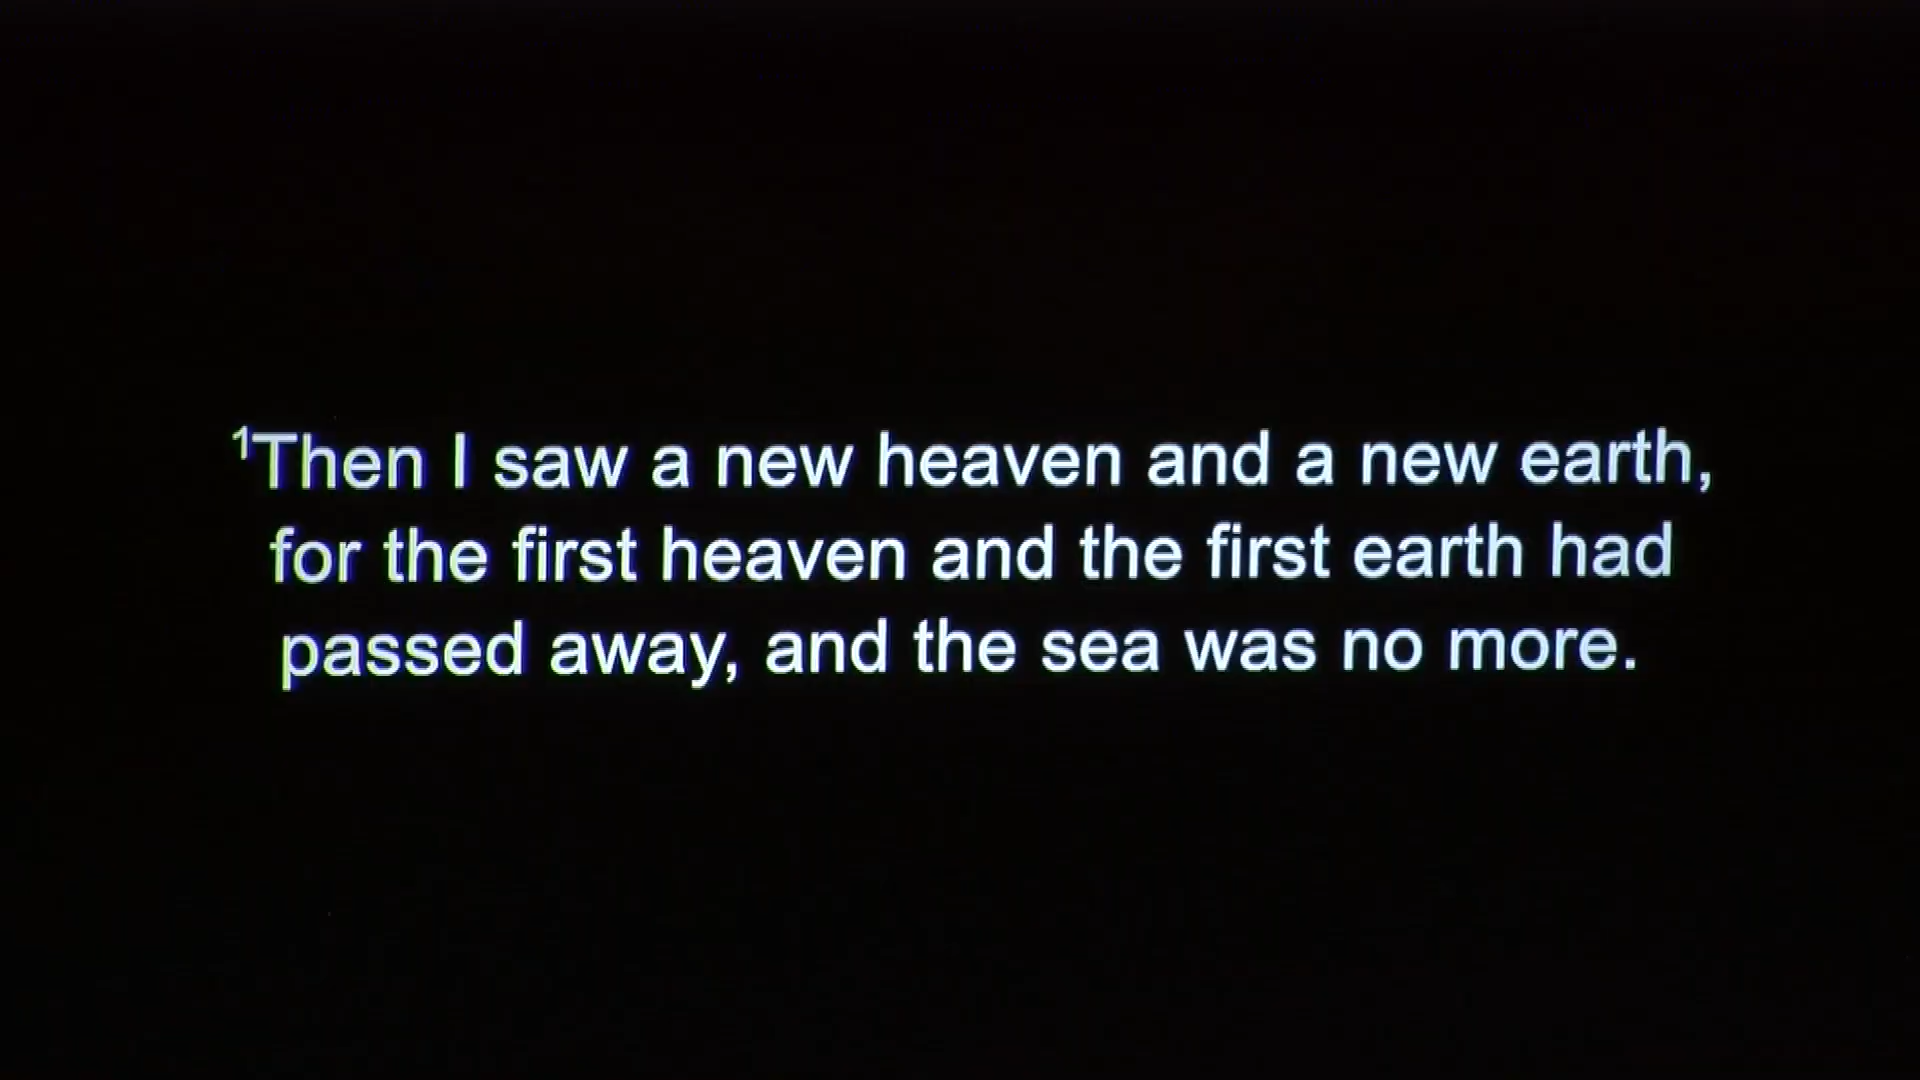 ¹Then I saw a new heaven and a new earth,
for the first heaven and the first earth had
passed away, and the sea was no more.